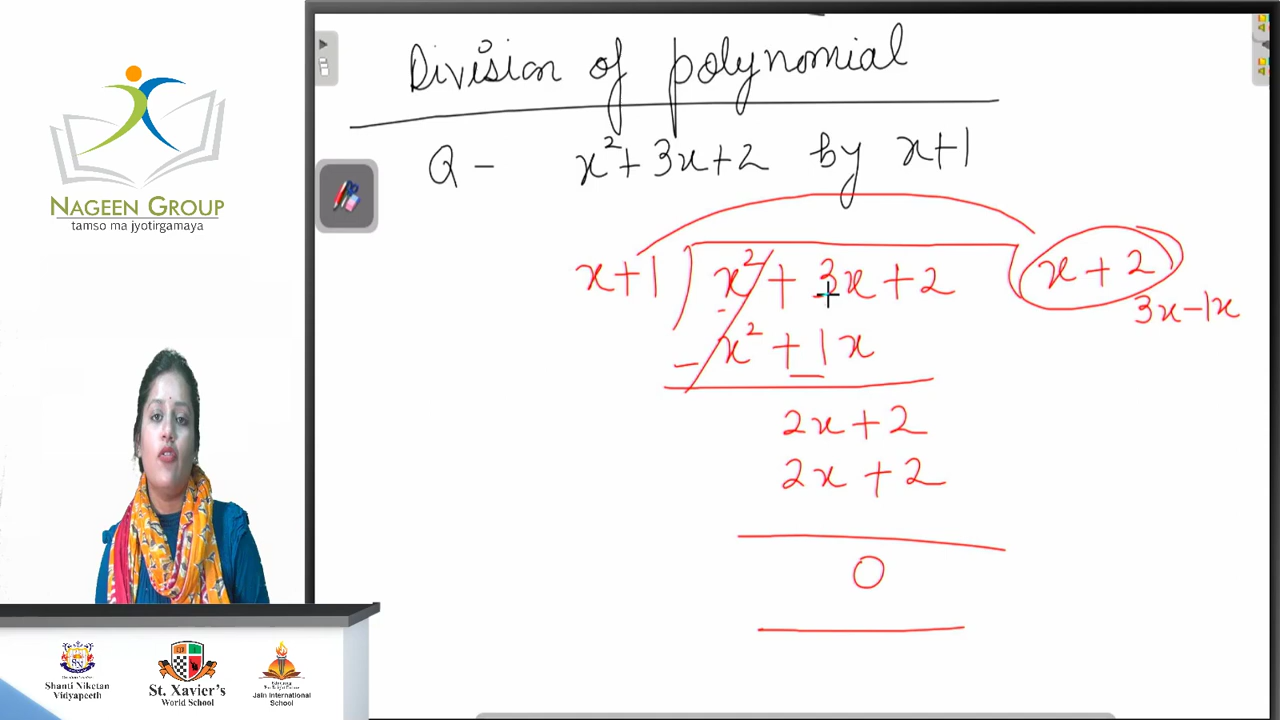 Division of polynomial
Q - x² + 3x + 2 by x+1
x+1 ) x² + 3x + 2 ( x + 2
3x - 1x
- x² + 1x
2x + 2
2x + 2
0
NAGEEN GROUP
tamso ma jyotirgamaya
Shanti Niketan
Vidyapeeth
St. Xavier's
World School
Jain International
School